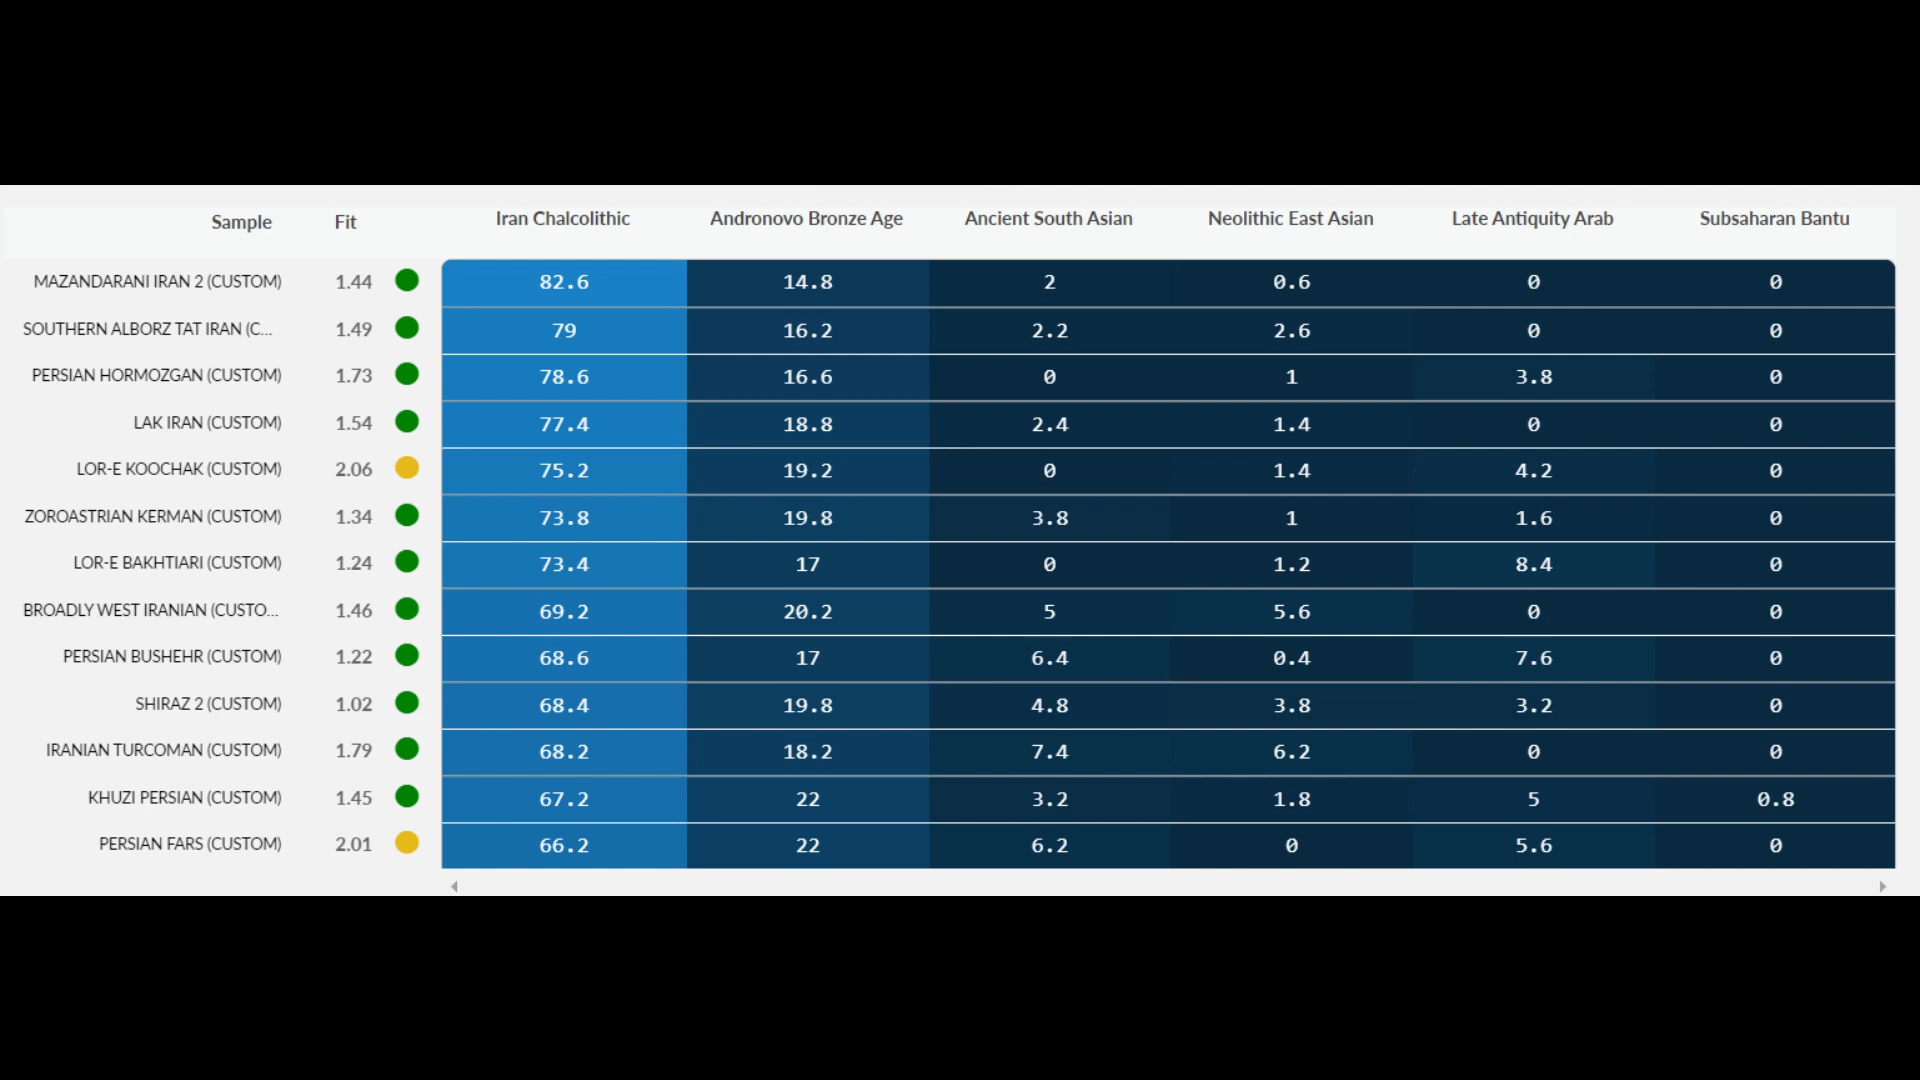 Sample Fit Iran Chalcolithic Andronovo Bronze Age Ancient South Asian Neolithic East Asian Late Antiquity Arab Subsaharan Bantu
MAZANDARANI IRAN 2 (CUSTOM) 1.44 82.6 14.8 2 0.6 0 0
SOUTHERN ALBORZ TAT IRAN (C... 1.49 79 16.2 2.2 2.6 0 0
PERSIAN HORMOZGAN (CUSTOM) 1.73 78.6 16.6 0 1 3.8 0
LAK IRAN (CUSTOM) 1.54 77.4 18.8 2.4 1.4 0 0
LOR-E KOOCHAK (CUSTOM) 2.06 75.2 19.2 0 1.4 4.2 0
ZOROASTRIAN KERMAN (CUSTOM) 1.34 73.8 19.8 3.8 1 1.6 0
LOR-E BAKHTIARI (CUSTOM) 1.24 73.4 17 0 1.2 8.4 0
BROADLY WEST IRANIAN (CUSTO... 1.46 69.2 20.2 5 5.6 0 0
PERSIAN BUSHEHR (CUSTOM) 1.22 68.6 17 6.4 0.4 7.6 0
SHIRAZ 2 (CUSTOM) 1.02 68.4 19.8 4.8 3.8 3.2 0
IRANIAN TURCOMAN (CUSTOM) 1.79 68.2 18.2 7.4 6.2 0 0
KHUZI PERSIAN (CUSTOM) 1.45 67.2 22 3.2 1.8 5 0.8
PERSIAN FARS (CUSTOM) 2.01 66.2 22 6.2 0 5.6 0